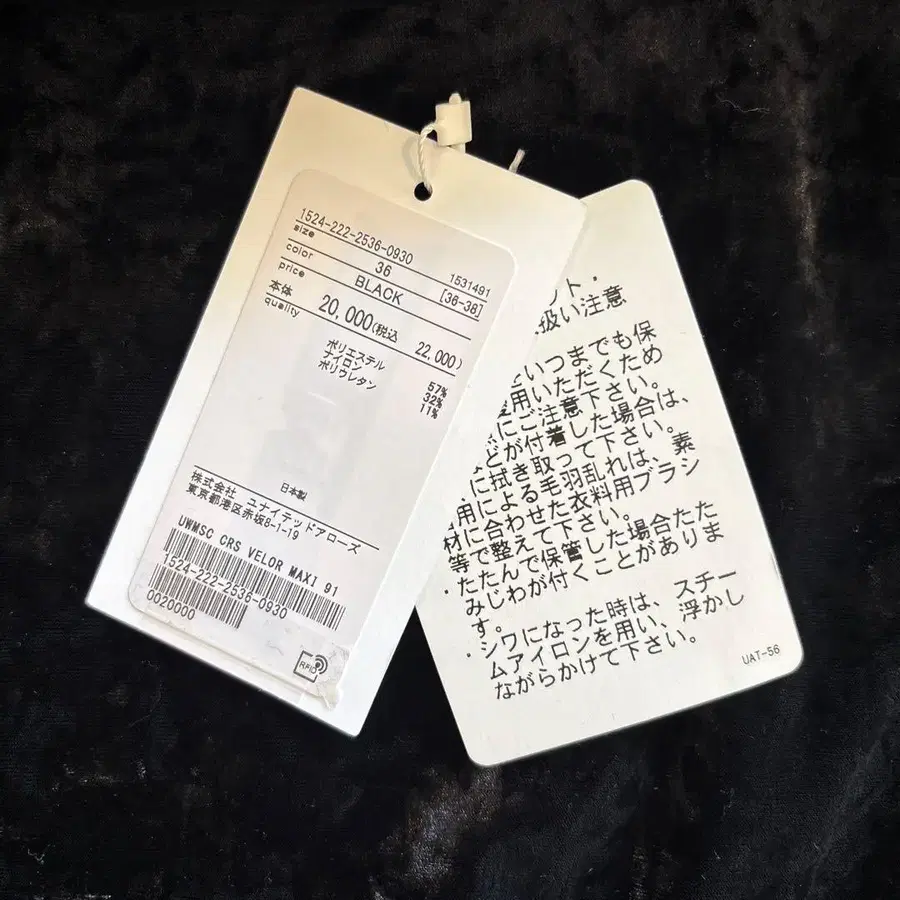 1524-222-2536-0930
size 36 1531491
color BLACK [36-38]
price
本体 20,000(税込 22,000)
quality
ポリエステル 57%
ナイロン 32%
ポリウレタン 11%
日本製
株式会社 ユナイテッドアローズ
東京都港区赤坂8-1-19
UWMSC CRS VELOR MAXI 91
1524-222-2536-0930
0020000
RFID
ット・
扱い注意
いつまでも保
用いただくため
にご注意下さい。
とが付着した場合は、
に拭き取って下さい。
用による毛羽乱れは、素
材に合わせた衣料用ブラシ
等で整えて下さい。
・たたんで保管した場合たた
みじわが付くことがありま
す。
・シワになった時は、スチー
ムアイロンを用い、浮かし
ながらかけて下さい。
UAT-56